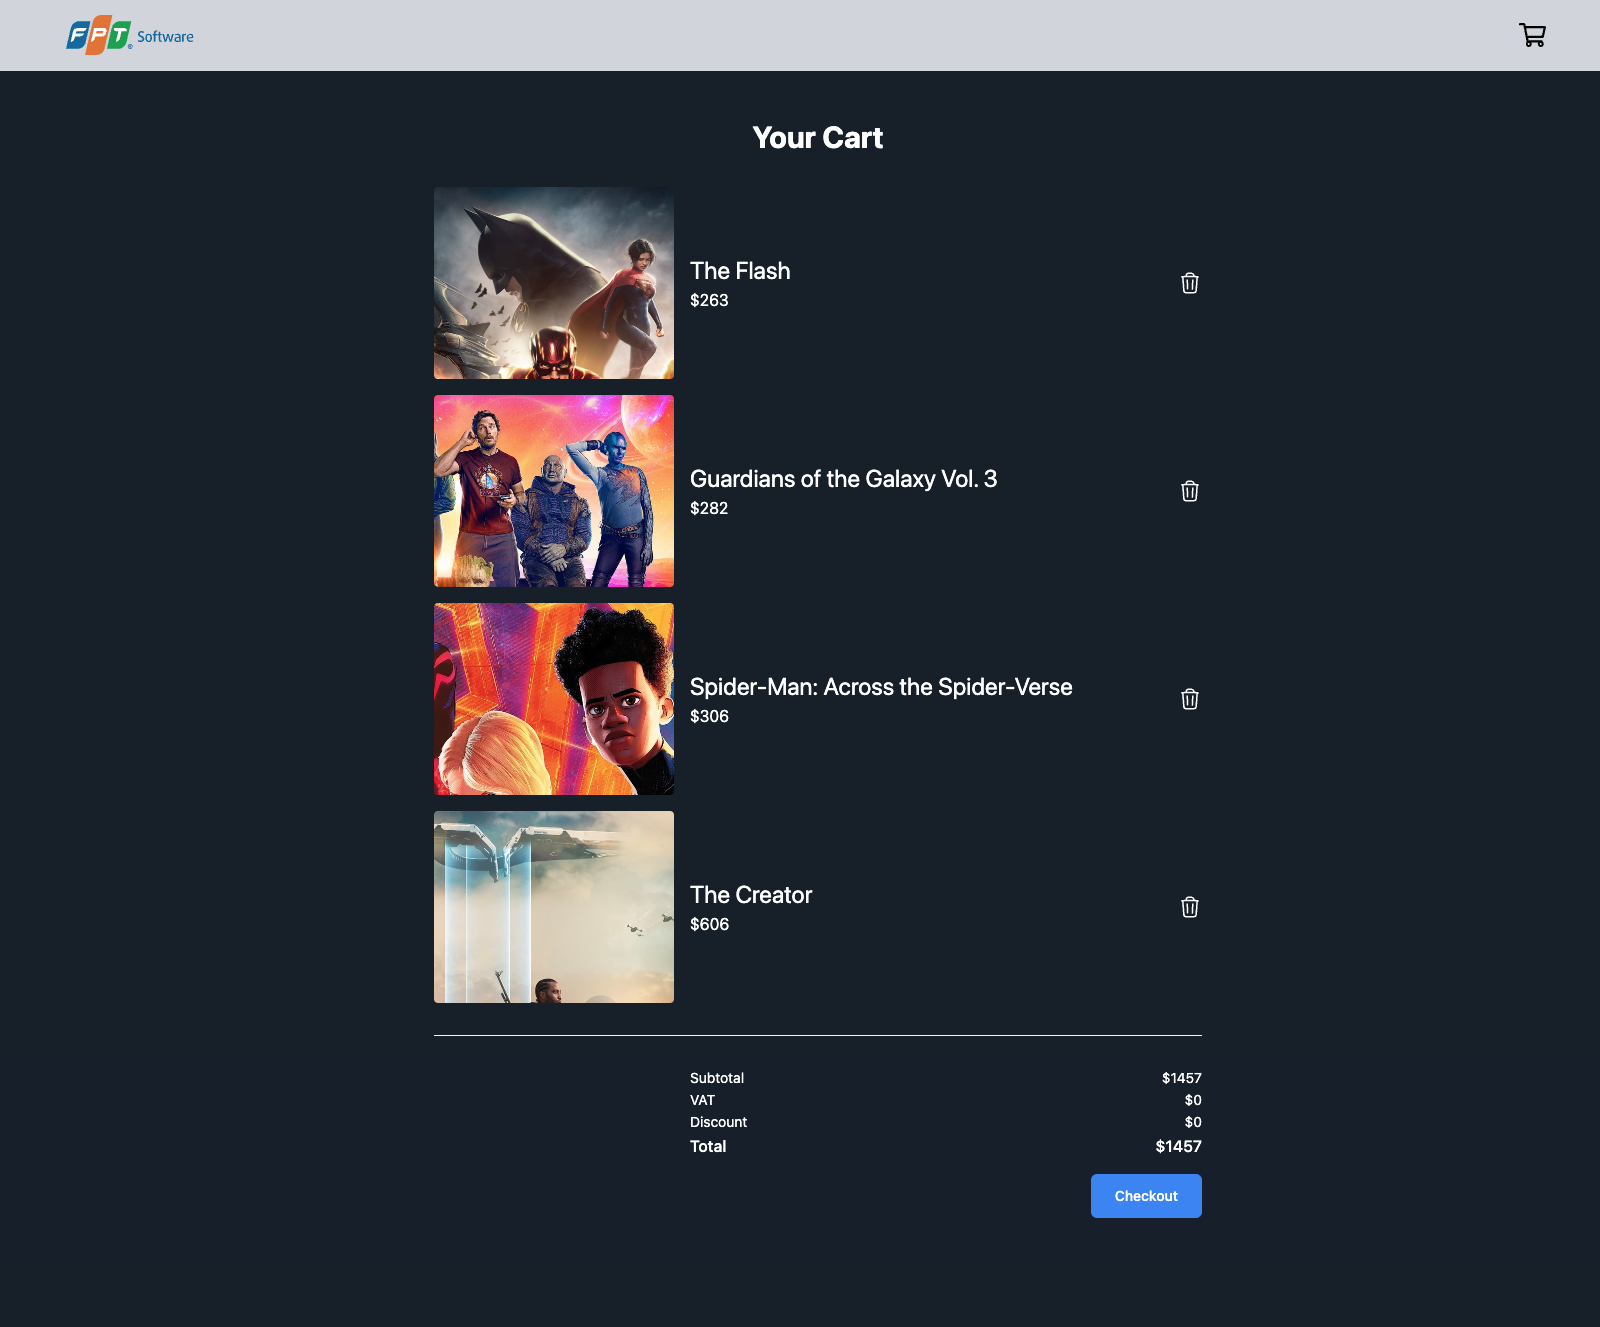 FPT Software
Your Cart
The Flash
$263
Guardians of the Galaxy Vol. 3
$282
Spider-Man: Across the Spider-Verse
$306
The Creator
$606
Subtotal $1457
VAT $0
Discount $0
Total $1457
Checkout